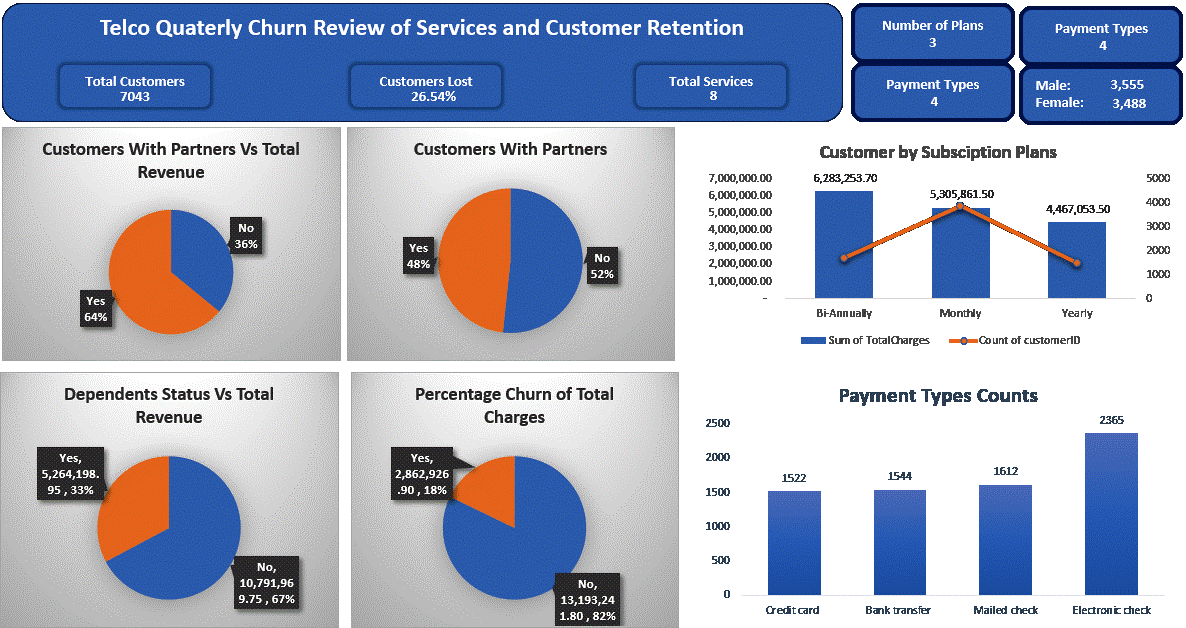 Telco Quaterly Churn Review of Services and Customer Retention
Total Customers
7043
Customers Lost
26.54%
Total Services
8
Number of Plans
3
Payment Types
4
Payment Types
4
Male: 3,555
Female: 3,488
Customers With Partners Vs Total
Revenue
No
36%
Yes
64%
Customers With Partners
Yes
48%
No
52%
Customer by Subsciption Plans
7,000,000.00
6,000,000.00
5,000,000.00
4,000,000.00
3,000,000.00
2,000,000.00
1,000,000.00
-
6,283,253.70
5,305,861.50
4,467,053.50
5000
4000
3000
2000
1000
0
Bi-Annually
Monthly
Yearly
Sum of TotalCharges
Count of customerID
Dependents Status Vs Total
Revenue
Yes,
5,264,198.
95 , 33%
No,
10,791,96
9.75 , 67%
Percentage Churn of Total
Charges
Yes,
2,862,926
.90 , 18%
No,
13,193,24
1.80 , 82%
Payment Types Counts
2500
2000
1500
1000
500
0
1522
1544
1612
2365
Credit card
Bank transfer
Mailed check
Electronic check